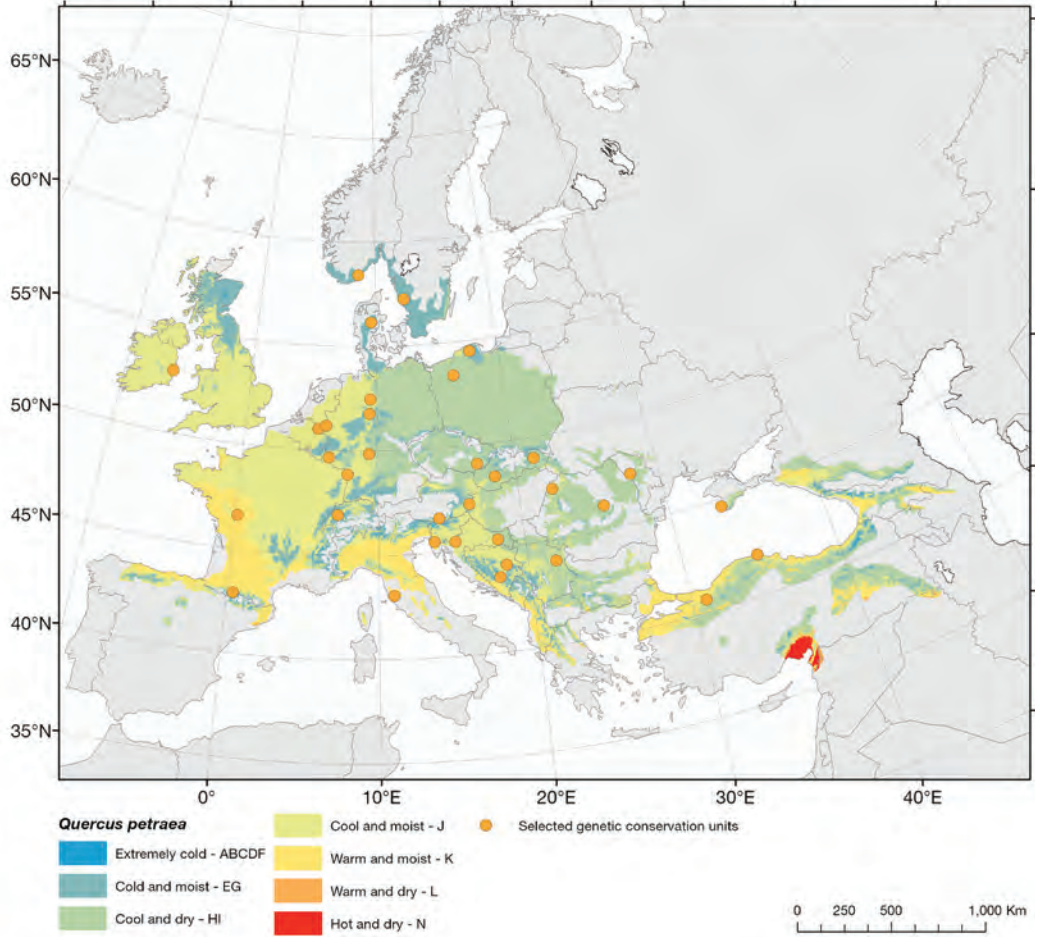 65°N
60°N
55°N
50°N
45°N
40°N
35°N
0° 10°E 20°E 30°E 40°E
Quercus petraea
Extremely cold - ABCDF
Cold and moist - EG
Cool and dry - HI
Cool and moist - J
Warm and moist - K
Warm and dry - L
Hot and dry - N
Selected genetic conservation units
0 250 500 1,000 Km